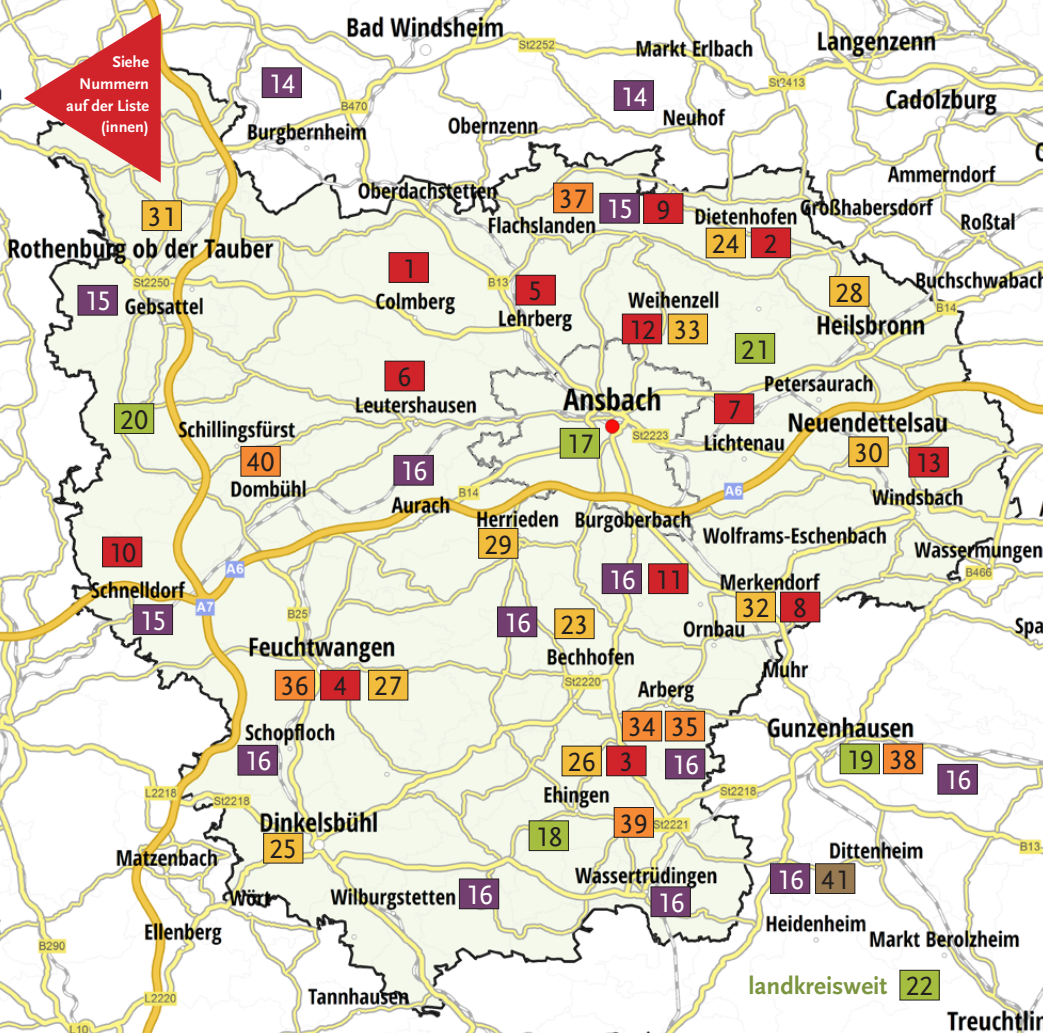 Siehe
Nummern
auf der Liste
(innen)
Bad Windsheim
St2252
Markt Erlbach
Langenzenn
14
14
St2413
Cadolzburg
B470
Burgbernheim
Obernzenn
Neuhof
Ammerndorf
Oberdachstetten
37
15
9
Großhabersdorf
31
Flachslanden
Dietenhofen
Roßtal
24
2
Rothenburg ob der Tauber
1
St2250
B13
5
28
Buchschwabach
15
Gebsattel
Colmberg
Weihenzell
B14
Lehrberg
12
33
Heilsbronn
21
6
Petersaurach
Leutershausen
Ansbach
7
20
Schillingsfürst
17
St2223
Lichtenau
Neuendettelsau
40
16
30
13
Dombühl
B14
A6
Windsbach
Aurach
Herrieden
Burgoberbach
29
Wolframs-Eschenbach
10
Wassermungen
A6
B466
Schnelldorf
16
11
Merkendorf
A7
32
8
15
B25
16
23
Ornbau
Spa
Feuchtwangen
Bechhofen
Muhr
36
4
27
St2220
Arberg
34
35
Gunzenhausen
Schopfloch
16
26
3
16
19
38
16
L2218
St2218
Ehingen
St2218
Dinkelsbühl
39
St2221
25
18
B13
Matzenbach
Dittenheim
Wassertrüdingen
16
41
Wört
Wilburgstetten
16
16
Ellenberg
Heidenheim
B290
Markt Berolzheim
landkreisweit
22
L2220
Tannhausen
L10
Treuchtlin